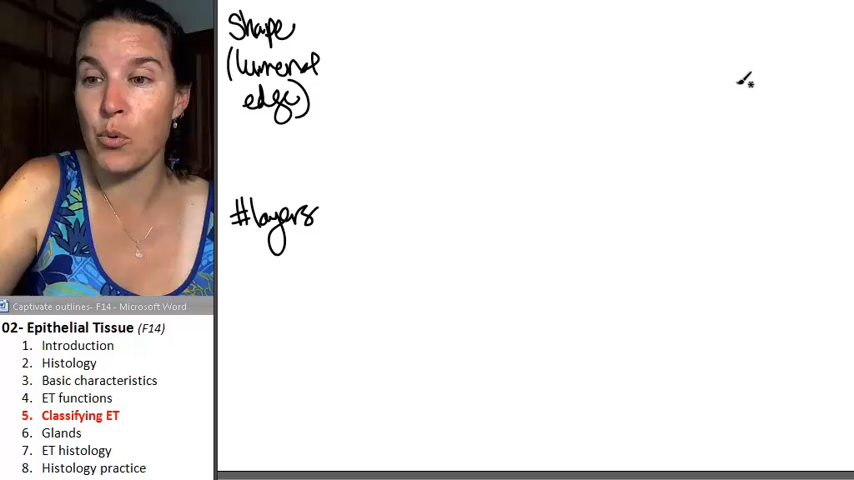 Shape
(lumenal
edge)
#layers
Captivate outlines- F14 - Microsoft Word
02- Epithelial Tissue (F14)
1. Introduction
2. Histology
3. Basic characteristics
4. ET functions
5. Classifying ET
6. Glands
7. ET histology
8. Histology practice